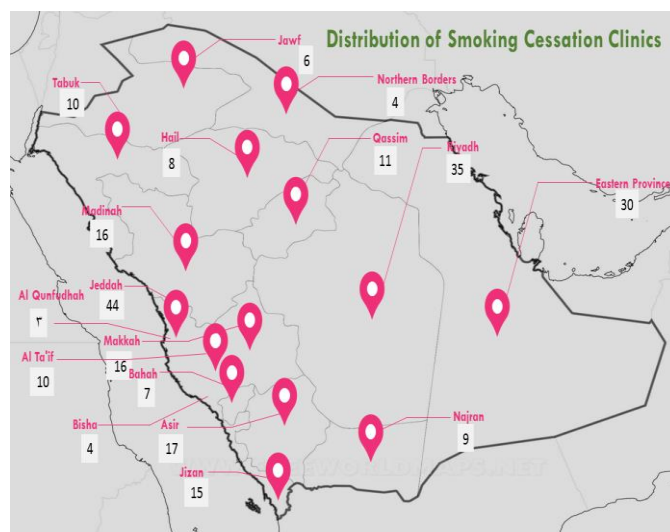 Distribution of Smoking Cessation Clinics
Jawf
6
Northern Borders
4
Tabuk
10
Hail
8
Qassim
11
Riyadh
35
Eastern Province
30
Madinah
16
Jeddah
44
Al Qunfudhah
٣
Makkah
16
Al Ta'if
10
Bahah
7
Bisha
4
Asir
17
Najran
9
Jizan
15